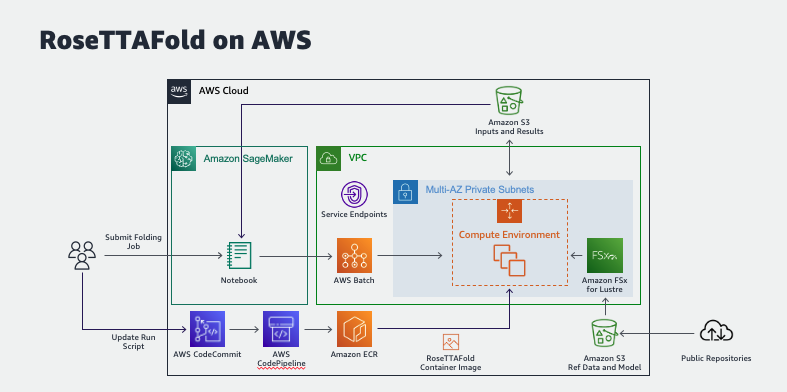 RoseTTAFold on AWS
aws
AWS Cloud
Amazon S3
Inputs and Results
Amazon SageMaker
VPC
Service Endpoints
Multi-AZ Private Subnets
Compute Environment
Submit Folding
Job
Notebook
AWS Batch
FSx
Amazon FSx
for Lustre
Update Run
Script
AWS CodeCommit
AWS
CodePipeline
Amazon ECR
RoseTTAFold
Container Image
Amazon S3
Ref Data and Model
Public Repositories